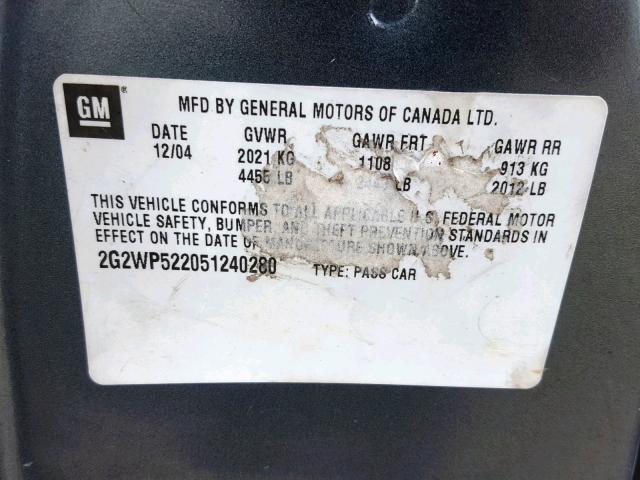 GM ®
MFD BY GENERAL MOTORS OF CANADA LTD.
DATE GVWR GAWR FRT GAWR RR
12/04 2021 KG 1108 913 KG
4455 LB LB 2012 LB
THIS VEHICLE CONFORMS TO ALL APPLICABLE U.S. FEDERAL MOTOR
VEHICLE SAFETY, BUMPER, AND THEFT PREVENTION STANDARDS IN
EFFECT ON THE DATE OF MANUFACTURE SHOWN ABOVE.
2G2WP522051240280 TYPE: PASS CAR